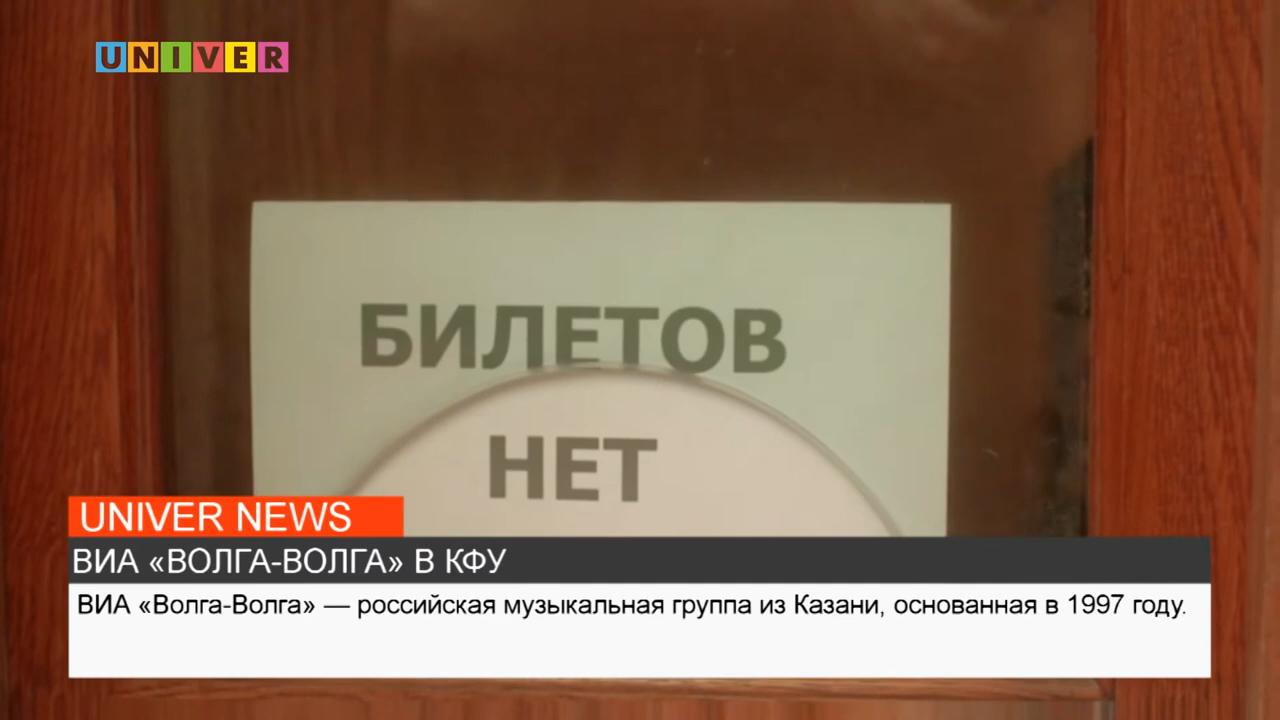 UNIVER
БИЛЕТОВ
НЕТ
UNIVER NEWS
ВИА «ВОЛГА-ВОЛГА» В КФУ
ВИА «Волга-Волга» — российская музыкальная группа из Казани, основанная в 1997 году.